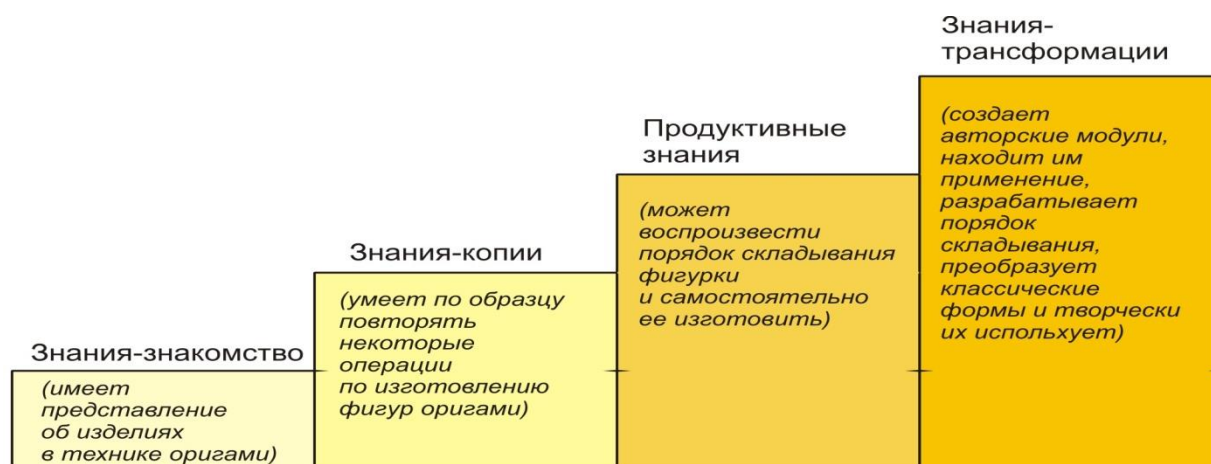 Знания-
трансформации
(создает
авторские модули,
находит им
применение,
разрабатывает
порядок
складывания,
преобразует
классические
формы и творчески
их испольхует)
Продуктивные
знания
(может
воспроизвести
порядок складывания
фигурки
и самостоятельно
ее изготовить)
Знания-копии
(умеет по образцу
повторять
некоторые
операции
по изготовлению
фигур оригами)
Знания-знакомство
(имеет
представление
об изделиях
в технике оригами)